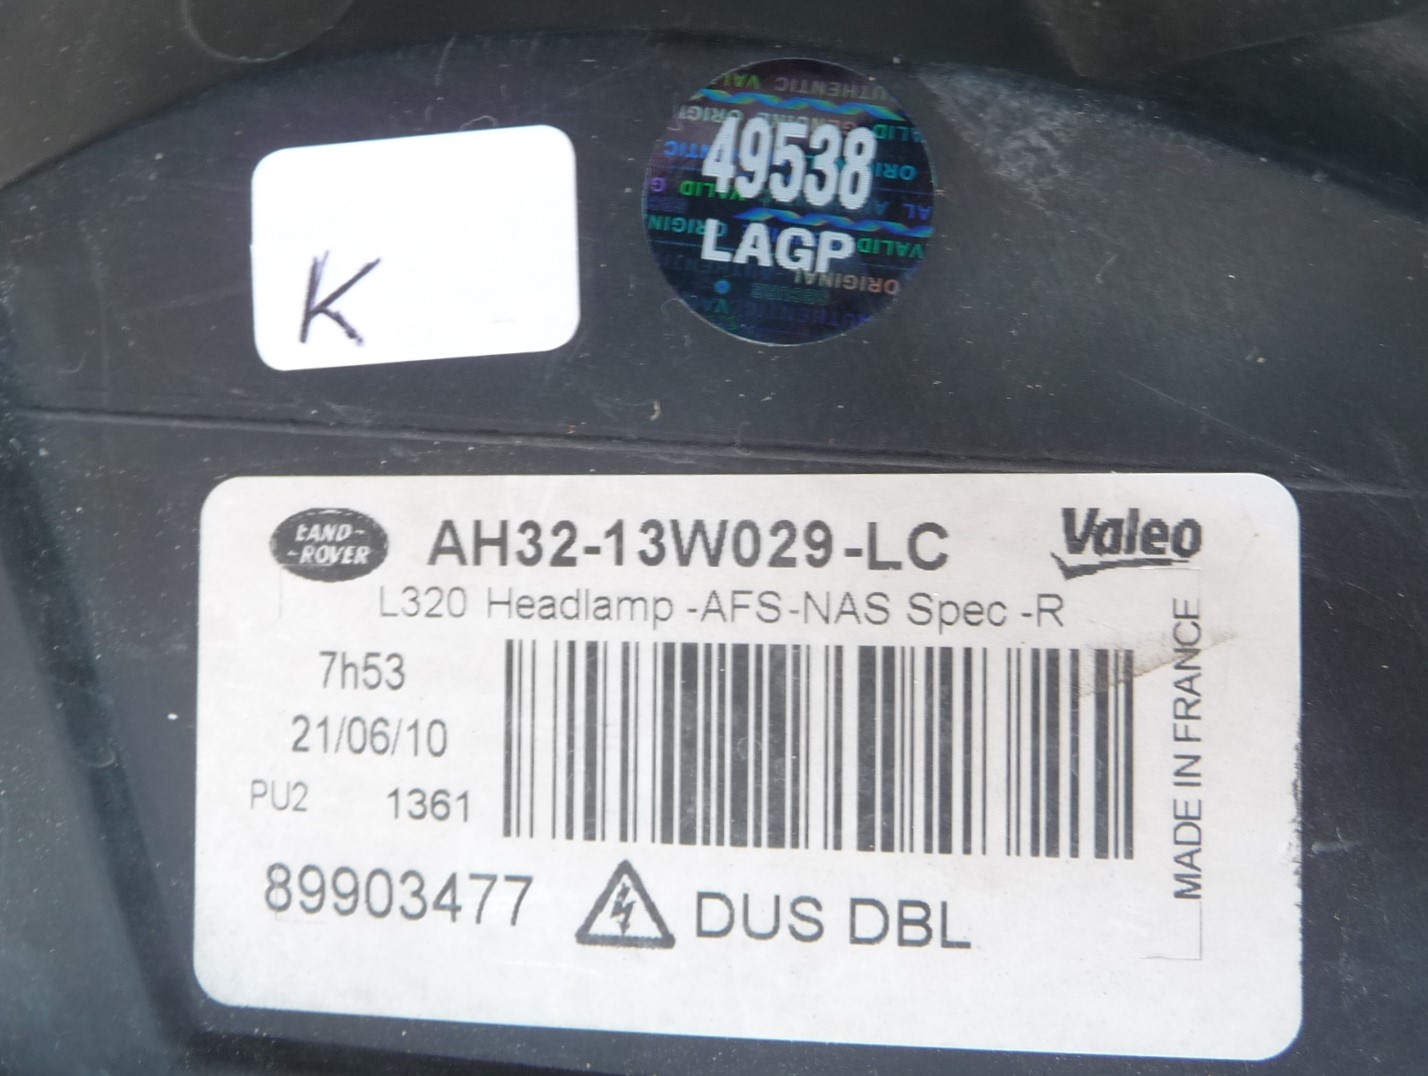 K
49538
LAGP
LAND-
-ROVER
AH32-13W029-LC
Valeo
L320 Headlamp -AFS-NAS Spec -R
7h53
21/06/10
PU2 1361
89903477
DUS DBL
MADE IN FRANCE